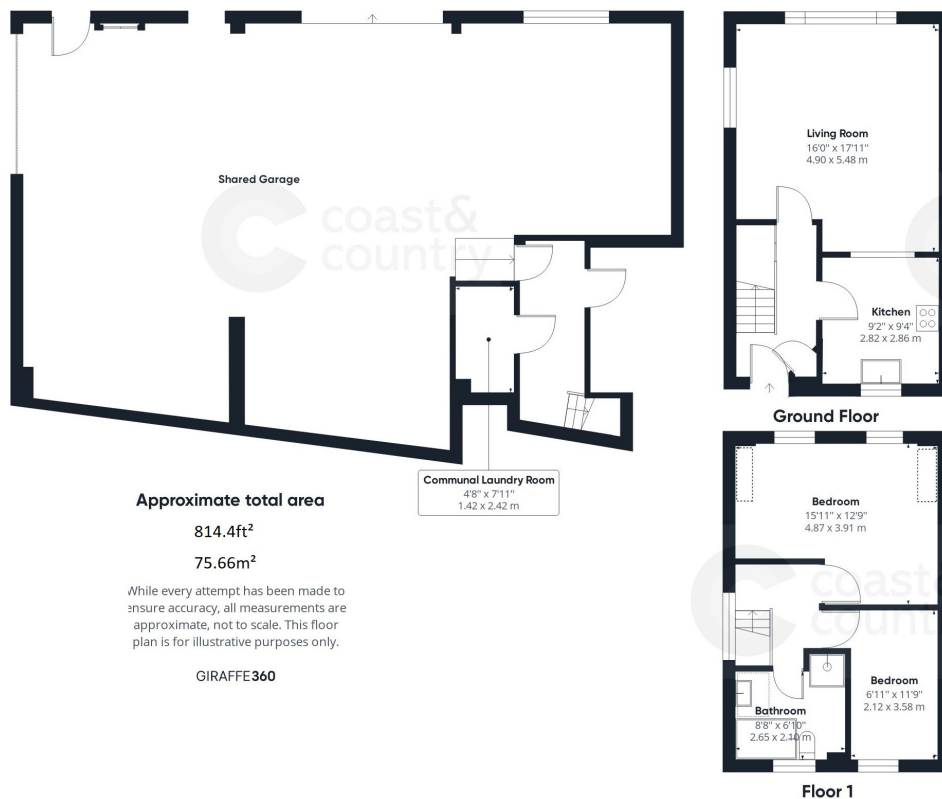 Shared Garage
coast&
country
Communal Laundry Room
4'8" x 7'11"
1.42 x 2.42 m
Approximate total area
814.4ft²
75.66m²
While every attempt has been made to
ensure accuracy, all measurements are
approximate, not to scale. This floor
plan is for illustrative purposes only.
GIRAFFE360
Living Room
16'0" x 17'11"
4.90 x 5.48 m
Kitchen
9'2" x 9'4"
2.82 x 2.86 m
Ground Floor
Bedroom
15'11" x 12'9"
4.87 x 3.91 m
Bedroom
6'11" x 11'9"
2.12 x 3.58 m
Bathroom
8'8" x 6'10"
2.65 x 2.10 m
Floor 1